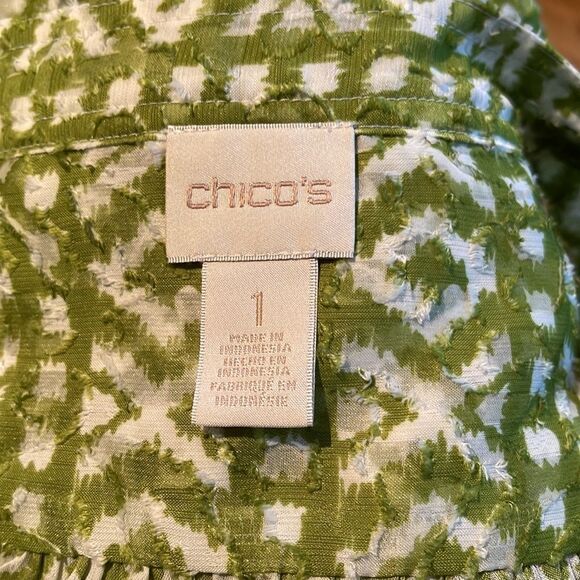 chico's
1
MADE IN
INDONESIA
HECHO EN
INDONESIA
FABRIQUÉ EN
INDONÉSIE